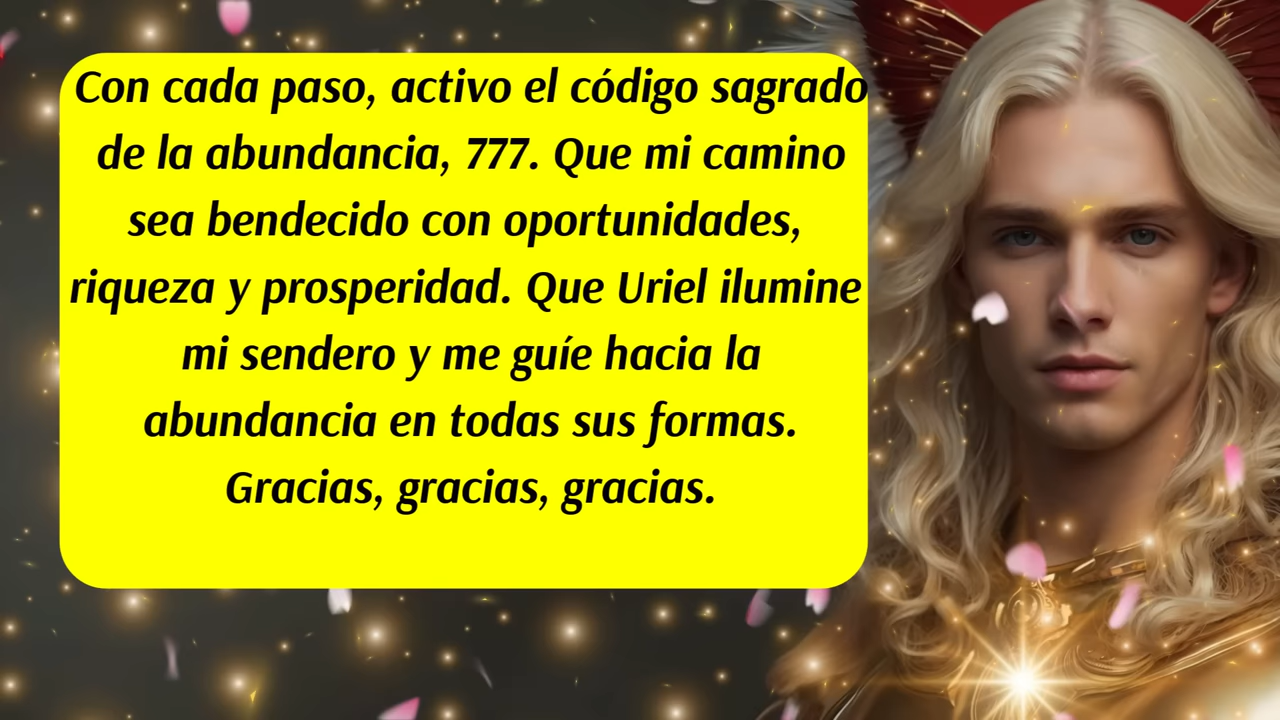 Con cada paso, activo el código sagrado
de la abundancia, 777. Que mi camino
sea bendecido con oportunidades,
riqueza y prosperidad. Que Uriel ilumine
mi sendero y me guíe hacia la
abundancia en todas sus formas.
Gracias, gracias, gracias.